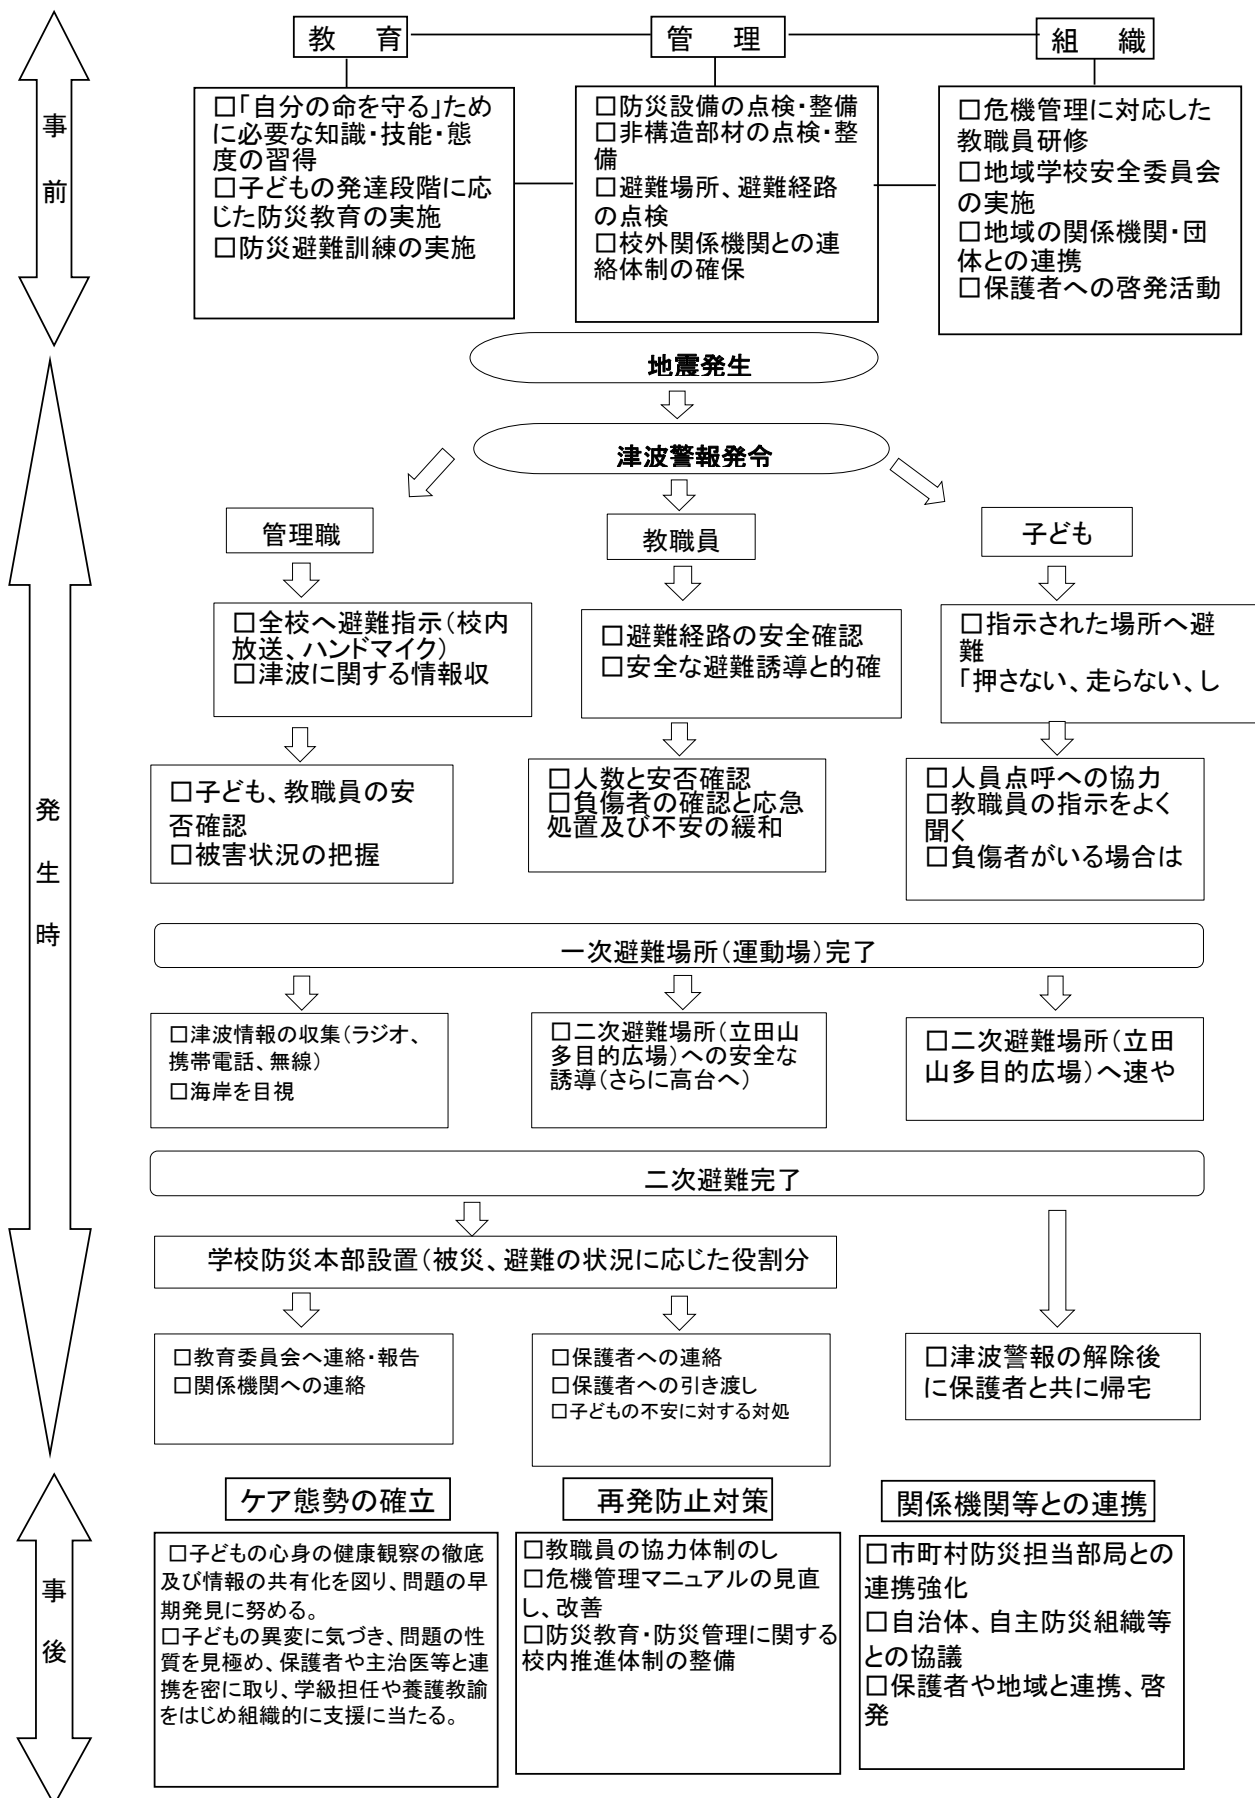 教　育
管　理
組　織
事
前
□「自分の命を守る」ため
に必要な知識・技能・態
度の習得
□子どもの発達段階に応
じた防災教育の実施
□防災避難訓練の実施
□防災設備の点検・整備
□非構造部材の点検・整
備
□避難場所、避難経路
の点検
□校外関係機関との連
絡体制の確保
□危機管理に対応した
教職員研修
□地域学校安全委員会
の実施
□地域の関係機関・団
体との連携
□保護者への啓発活動
地震発生
津波警報発令
発
生
時
管理職
教職員
子ども
□全校へ避難指示(校内
放送、ハンドマイク)
□津波に関する情報収
□避難経路の安全確認
□安全な避難誘導と的確
□指示された場所へ避
難
「押さない、走らない、し
□子ども、教職員の安
否確認
□被害状況の把握
□人数と安否確認
□負傷者の確認と応急
処置及び不安の緩和
□人員点呼への協力
□教職員の指示をよく
聞く
□負傷者がいる場合は
一次避難場所(運動場)完了
□津波情報の収集(ラジオ、
携帯電話、無線)
□海岸を目視
□二次避難場所(立田山
多目的広場)への安全な
誘導(さらに高台へ)
□二次避難場所(立田
山多目的広場)へ速や
二次避難完了
学校防災本部設置(被災、避難の状況に応じた役割分
□教育委員会へ連絡・報告
□関係機関への連絡
□保護者への連絡
□保護者への引き渡し
□子どもの不安に対する対処
□津波警報の解除後
に保護者と共に帰宅
事
後
ケア態勢の確立
再発防止対策
関係機関等との連携
□子どもの心身の健康観察の徹底
及び情報の共有化を図り、問題の早
期発見に努める。
□子どもの異変に気づき、問題の性
質を見極め、保護者や主治医等と連
携を密に取り、学級担任や養護教諭
をはじめ組織的に支援に当たる。
□教職員の協力体制のし
□危機管理マニュアルの見直
し、改善
□防災教育・防災管理に関する
校内推進体制の整備
□市町村防災担当部局との
連携強化
□自治体、自主防災組織等
との協議
□保護者や地域と連携、啓
発